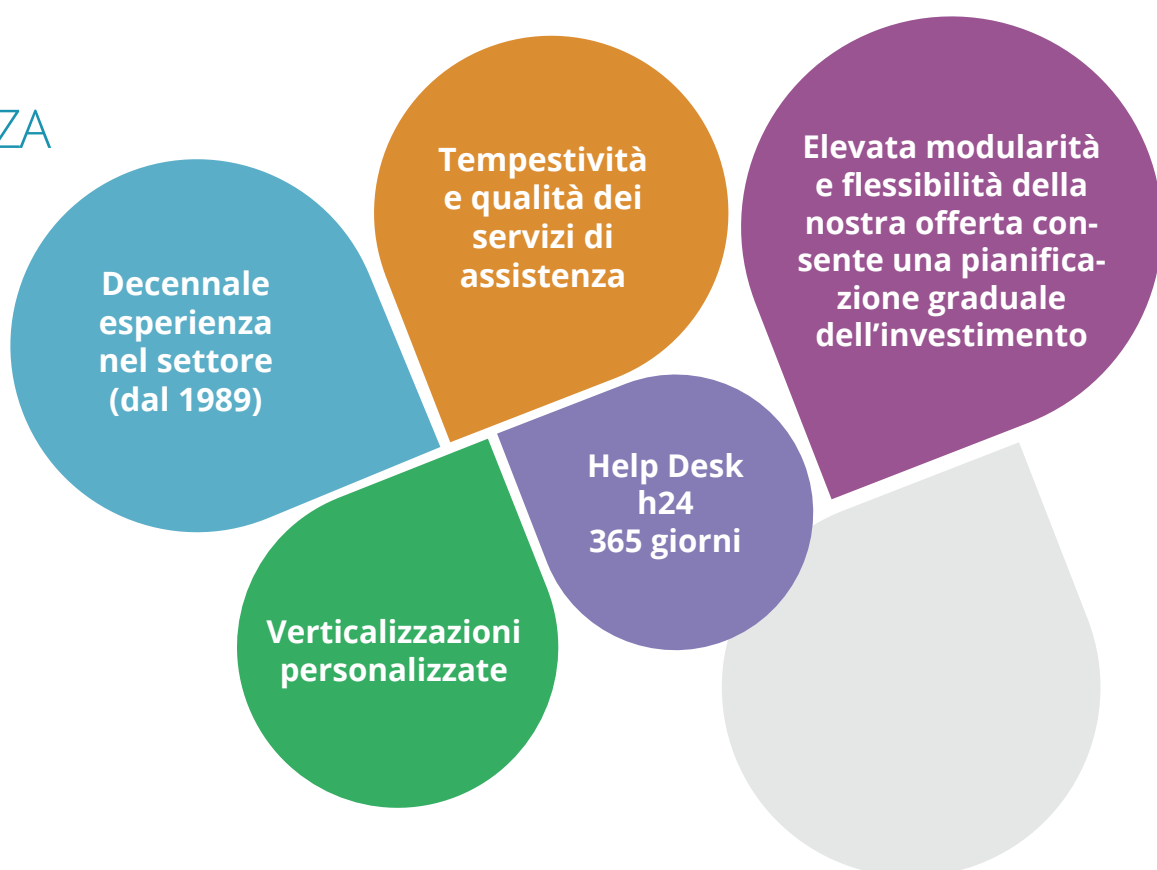 ZA
Decennale
esperienza
nel settore
(dal 1989)
Tempestività
e qualità dei
servizi di
assistenza
Elevata modularità
e flessibilità della
nostra offerta con-
sente una pianifica-
zione graduale
dell’investimento
Help Desk
h24
365 giorni
Verticalizzazioni
personalizzate